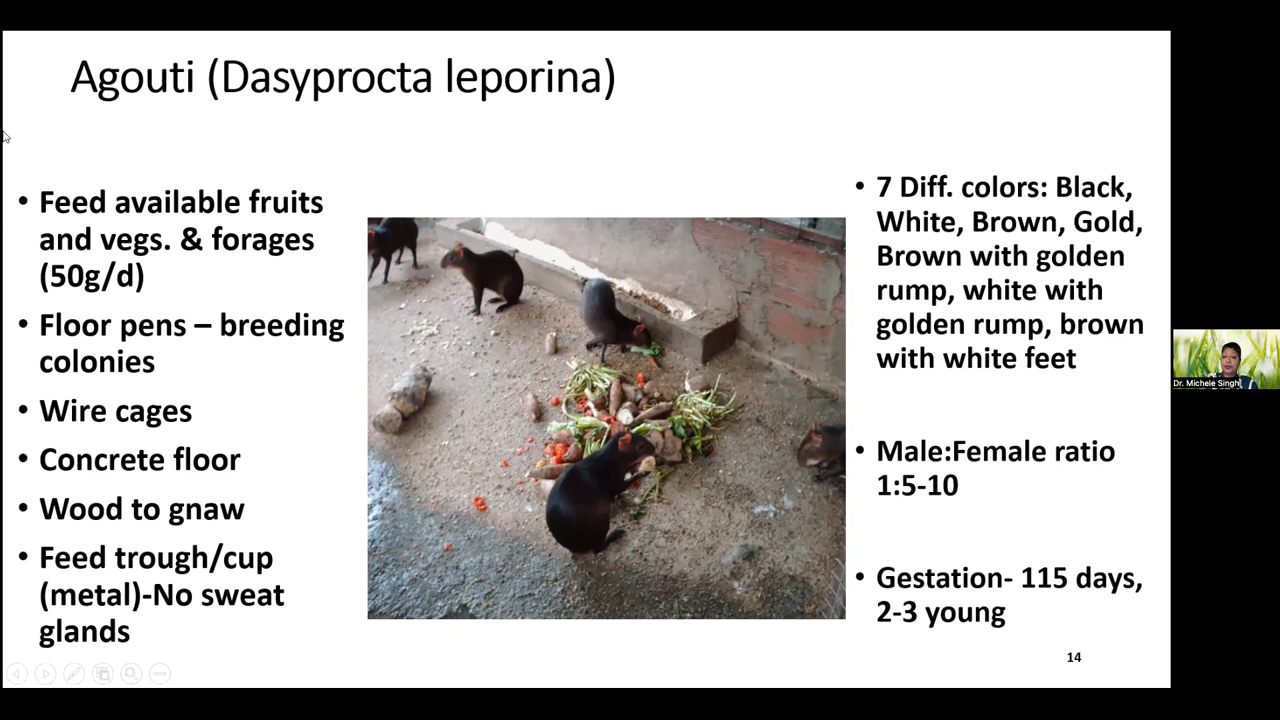 Agouti (Dasyprocta leporina)
• Feed available fruits
and vegs. & forages
(50g/d)
• Floor pens – breeding
colonies
• Wire cages
• Concrete floor
• Wood to gnaw
• Feed trough/cup
(metal)-No sweat
glands
• 7 Diff. colors: Black,
White, Brown, Gold,
Brown with golden
rump, white with
golden rump, brown
with white feet
• Male:Female ratio
1:5-10
• Gestation- 115 days,
2-3 young
14
Dr. Michele Singh